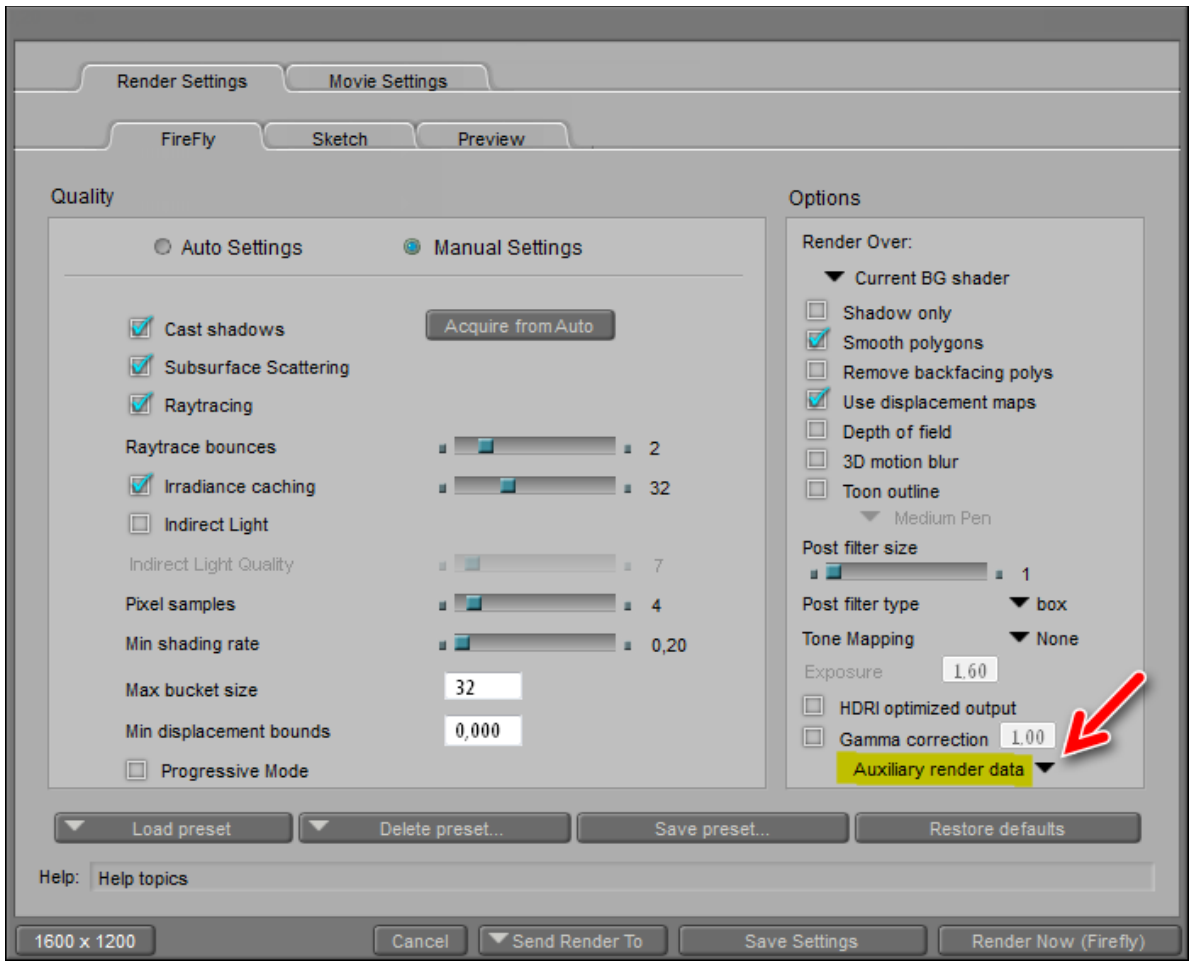 Render Settings Movie Settings
FireFly Sketch Preview
Quality
Auto Settings Manual Settings
Cast shadows Acquire from Auto
Subsurface Scattering
Raytracing
Raytrace bounces 2
Irradiance caching 32
Indirect Light
Indirect Light Quality 7
Pixel samples 4
Min shading rate 0,20
Max bucket size 32
Min displacement bounds 0,000
Progressive Mode
Options
Render Over:
Current BG shader
Shadow only
Smooth polygons
Remove backfacing polys
Use displacement maps
Depth of field
3D motion blur
Toon outline
Medium Pen
Post filter size
1
Post filter type box
Tone Mapping None
Exposure 1,60
HDRI optimized output
Gamma correction 1,00
Auxiliary render data
Load preset Delete preset... Save preset... Restore defaults
Help: Help topics
1600 x 1200 Cancel Send Render To Save Settings Render Now (Firefly)